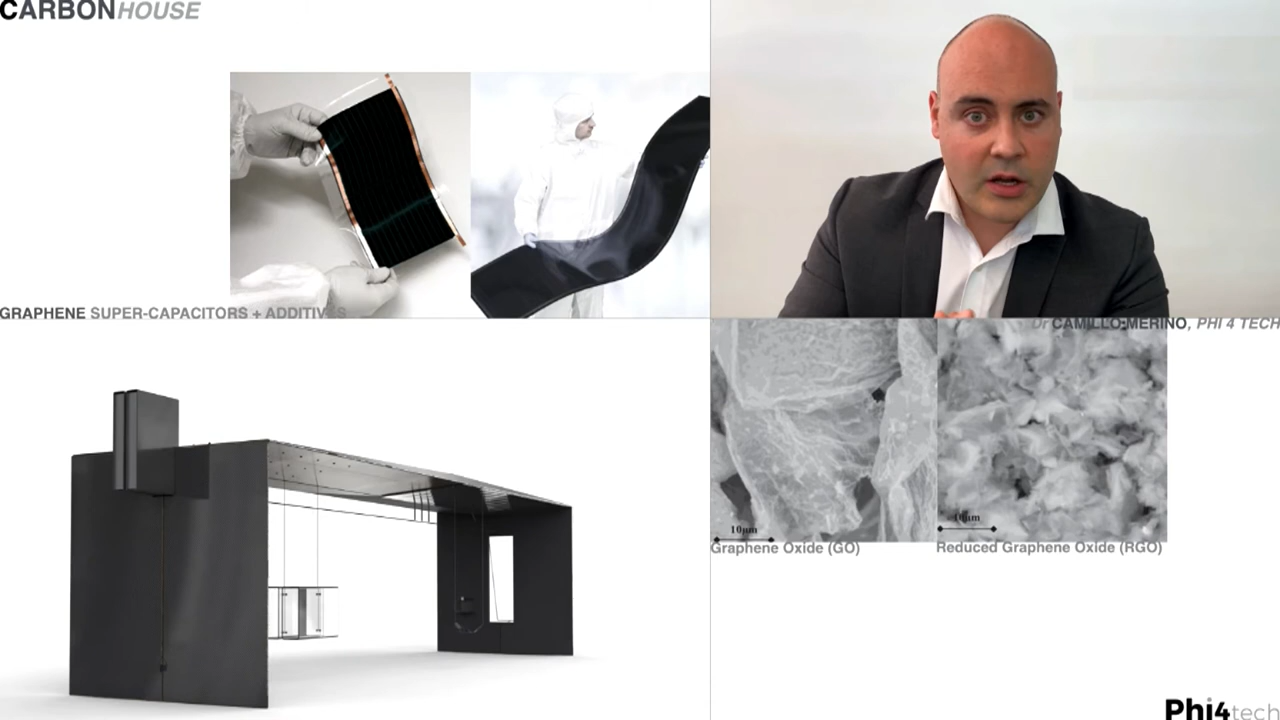 CARBONHOUSE
GRAPHENE SUPER-CAPACITORS + ADDITIVES
Dr CAMILLO MERINO, PHI 4 TECH
10µm
10µm
Graphene Oxide (GO)
Reduced Graphene Oxide (RGO)
Phi4tech